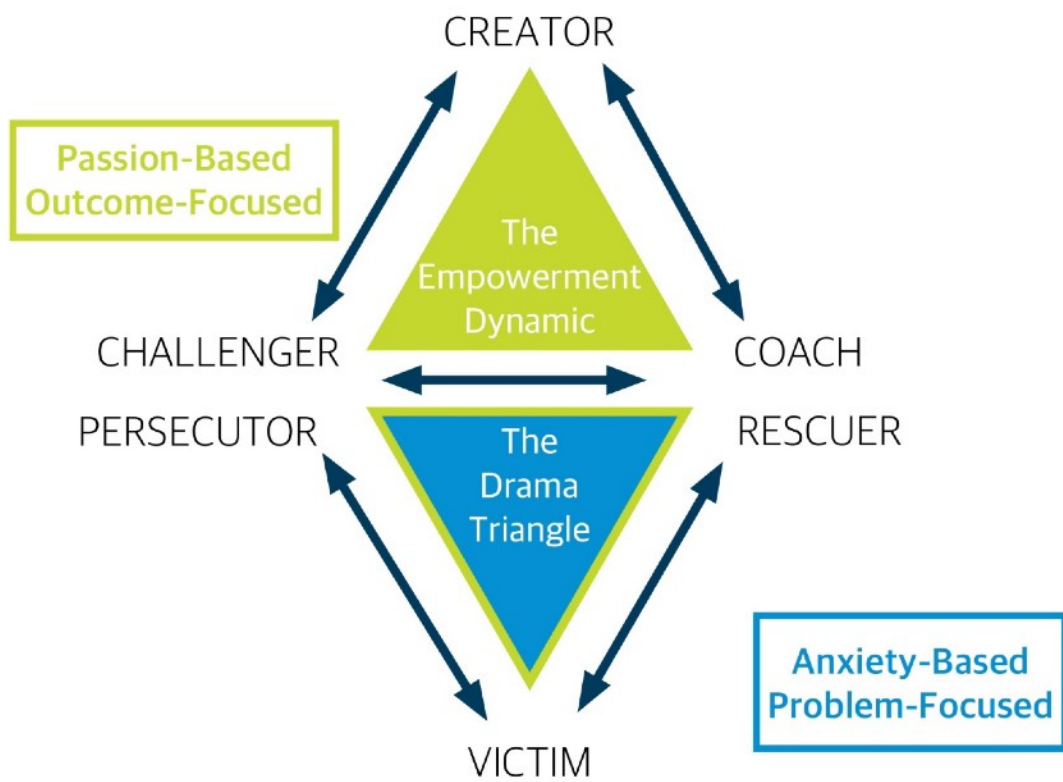 CREATOR
Passion-Based
Outcome-Focused
The
Empowerment
Dynamic
CHALLENGER
COACH
PERSECUTOR
RESCUER
The
Drama
Triangle
Anxiety-Based
Problem-Focused
VICTIM